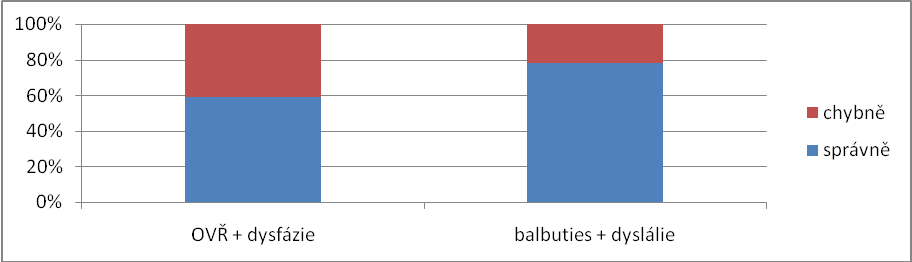 100%
80%
60%
40%
20%
0%
OVŘ + dysfázie
balbuties + dyslálie
chybně
správně